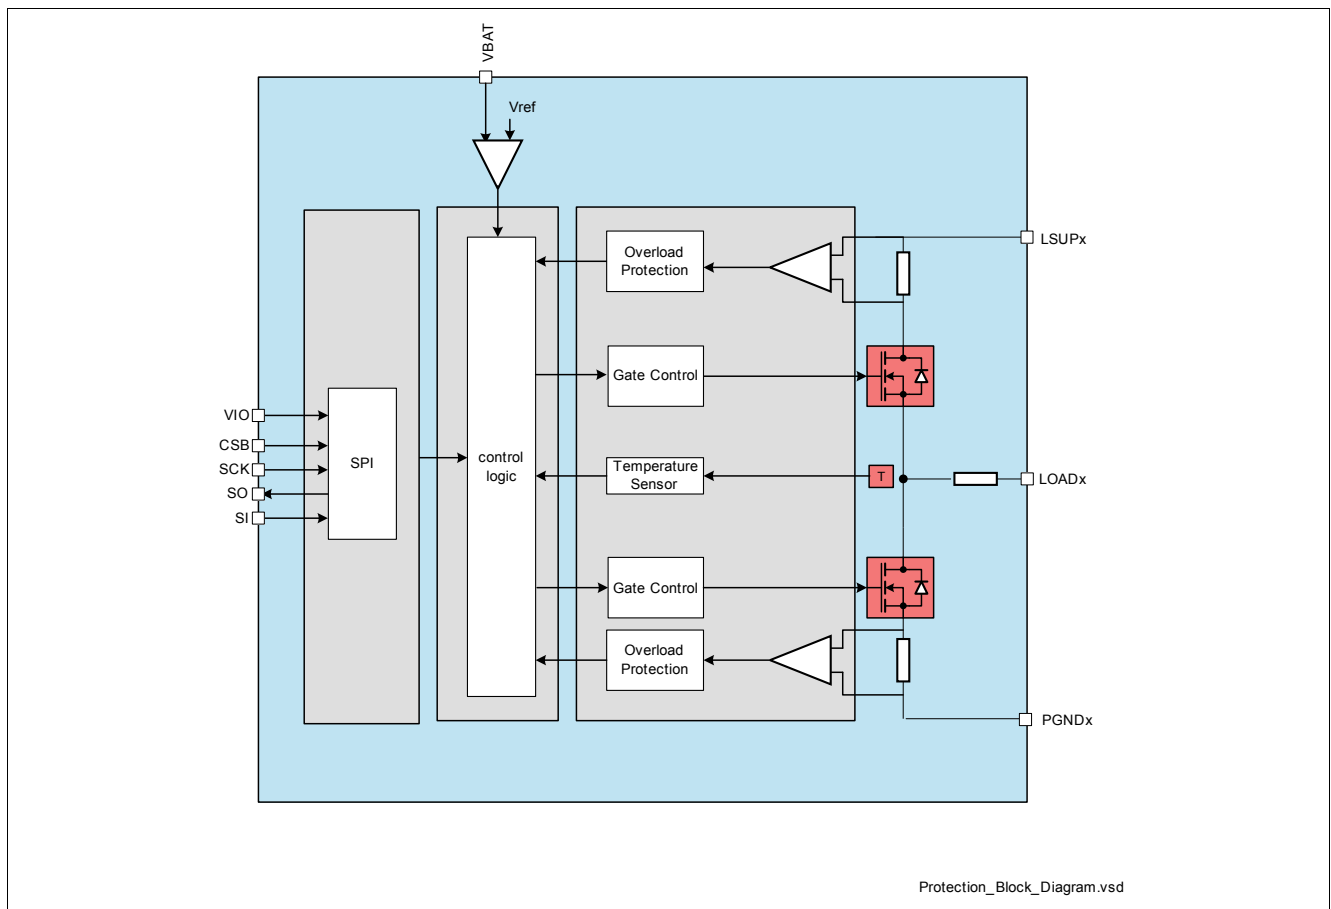 VBAT
Vref
Overload
Protection
LSUPx
Gate Control
VIO
CSB
SCK
SO
SI
SPI
control
logic
Temperature
Sensor
T
LOADx
Gate Control
Overload
Protection
PGNDx
Protection_Block_Diagram.vsd